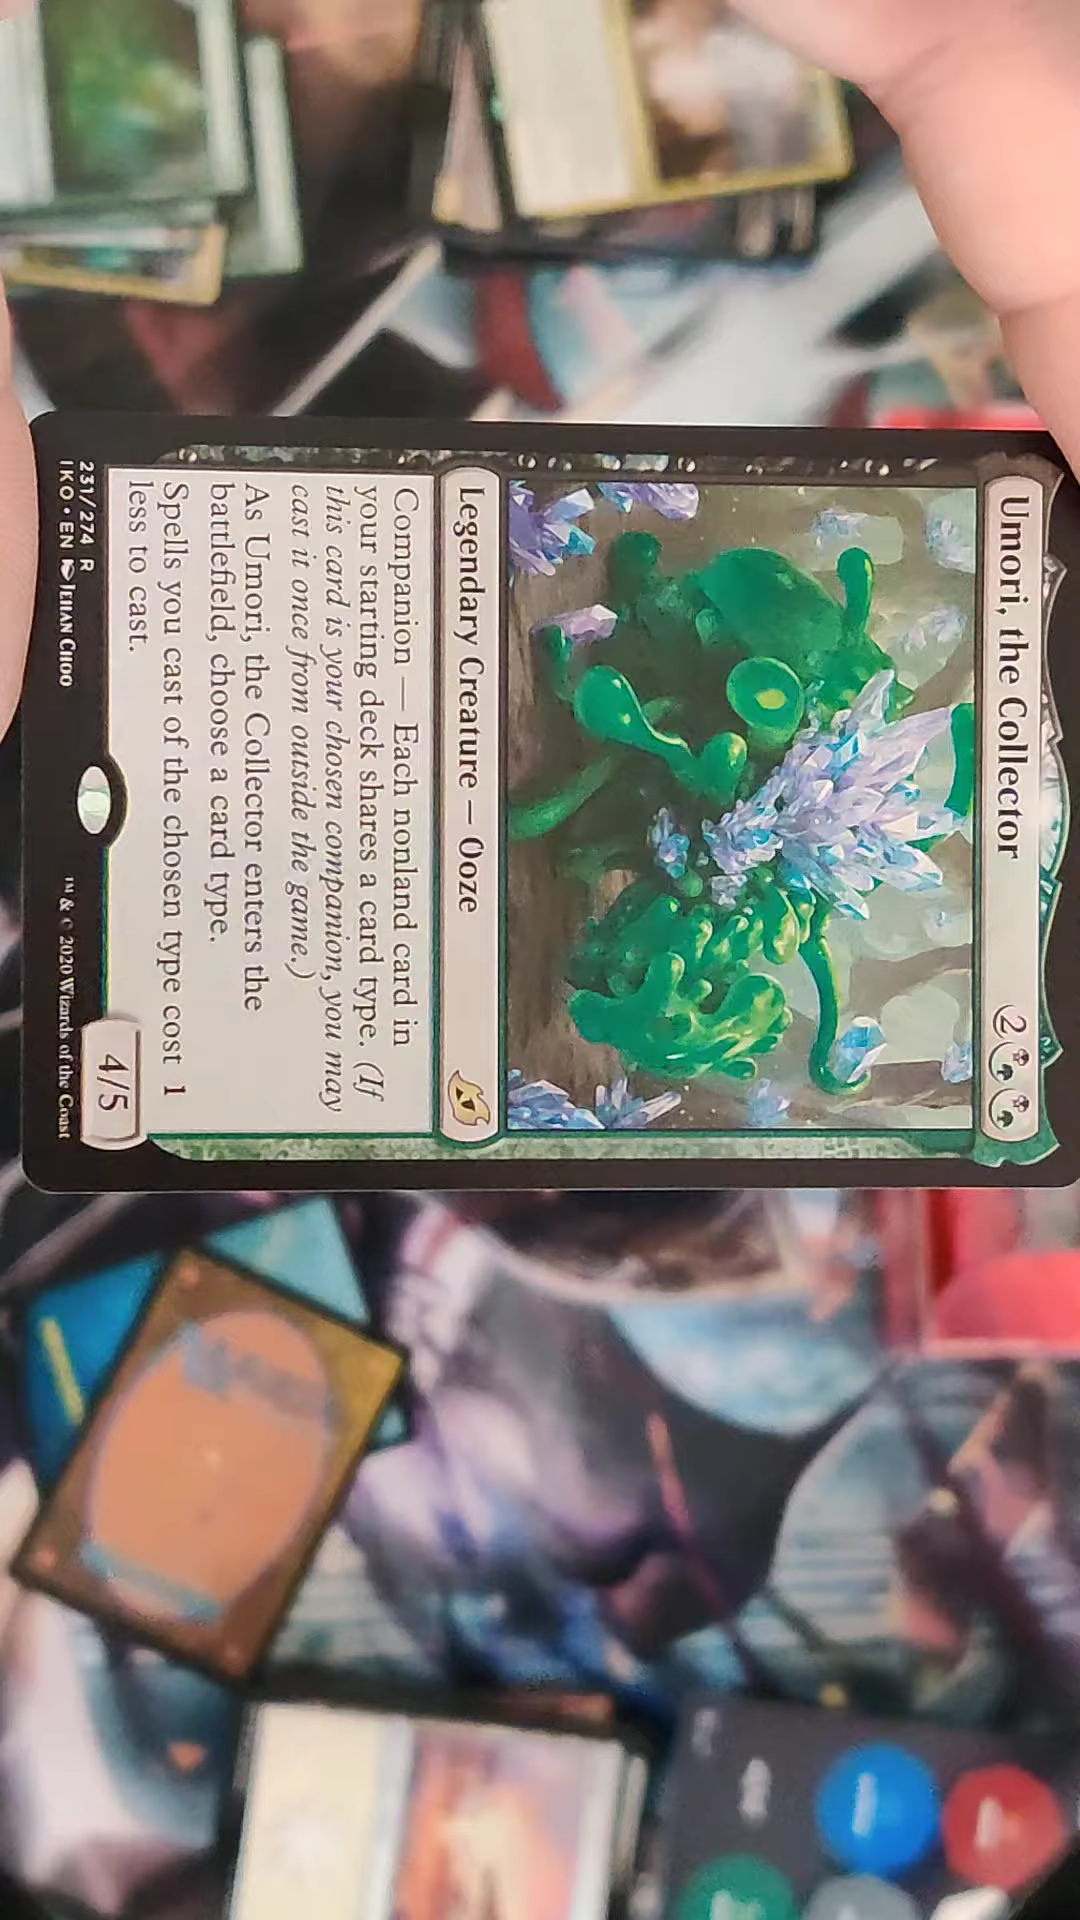 Umori, the Collector
2
Legendary Creature — Ooze
Companion — Each nonland card in
your starting deck shares a card type. (If
this card is your chosen companion, you may
cast it once from outside the game.)
As Umori, the Collector enters the
battlefield, choose a card type.
Spells you cast of the chosen type cost 1
less to cast.
4/5
231/274 R
IKO • EN JEHAN CHOO
™ & © 2020 Wizards of the Coast